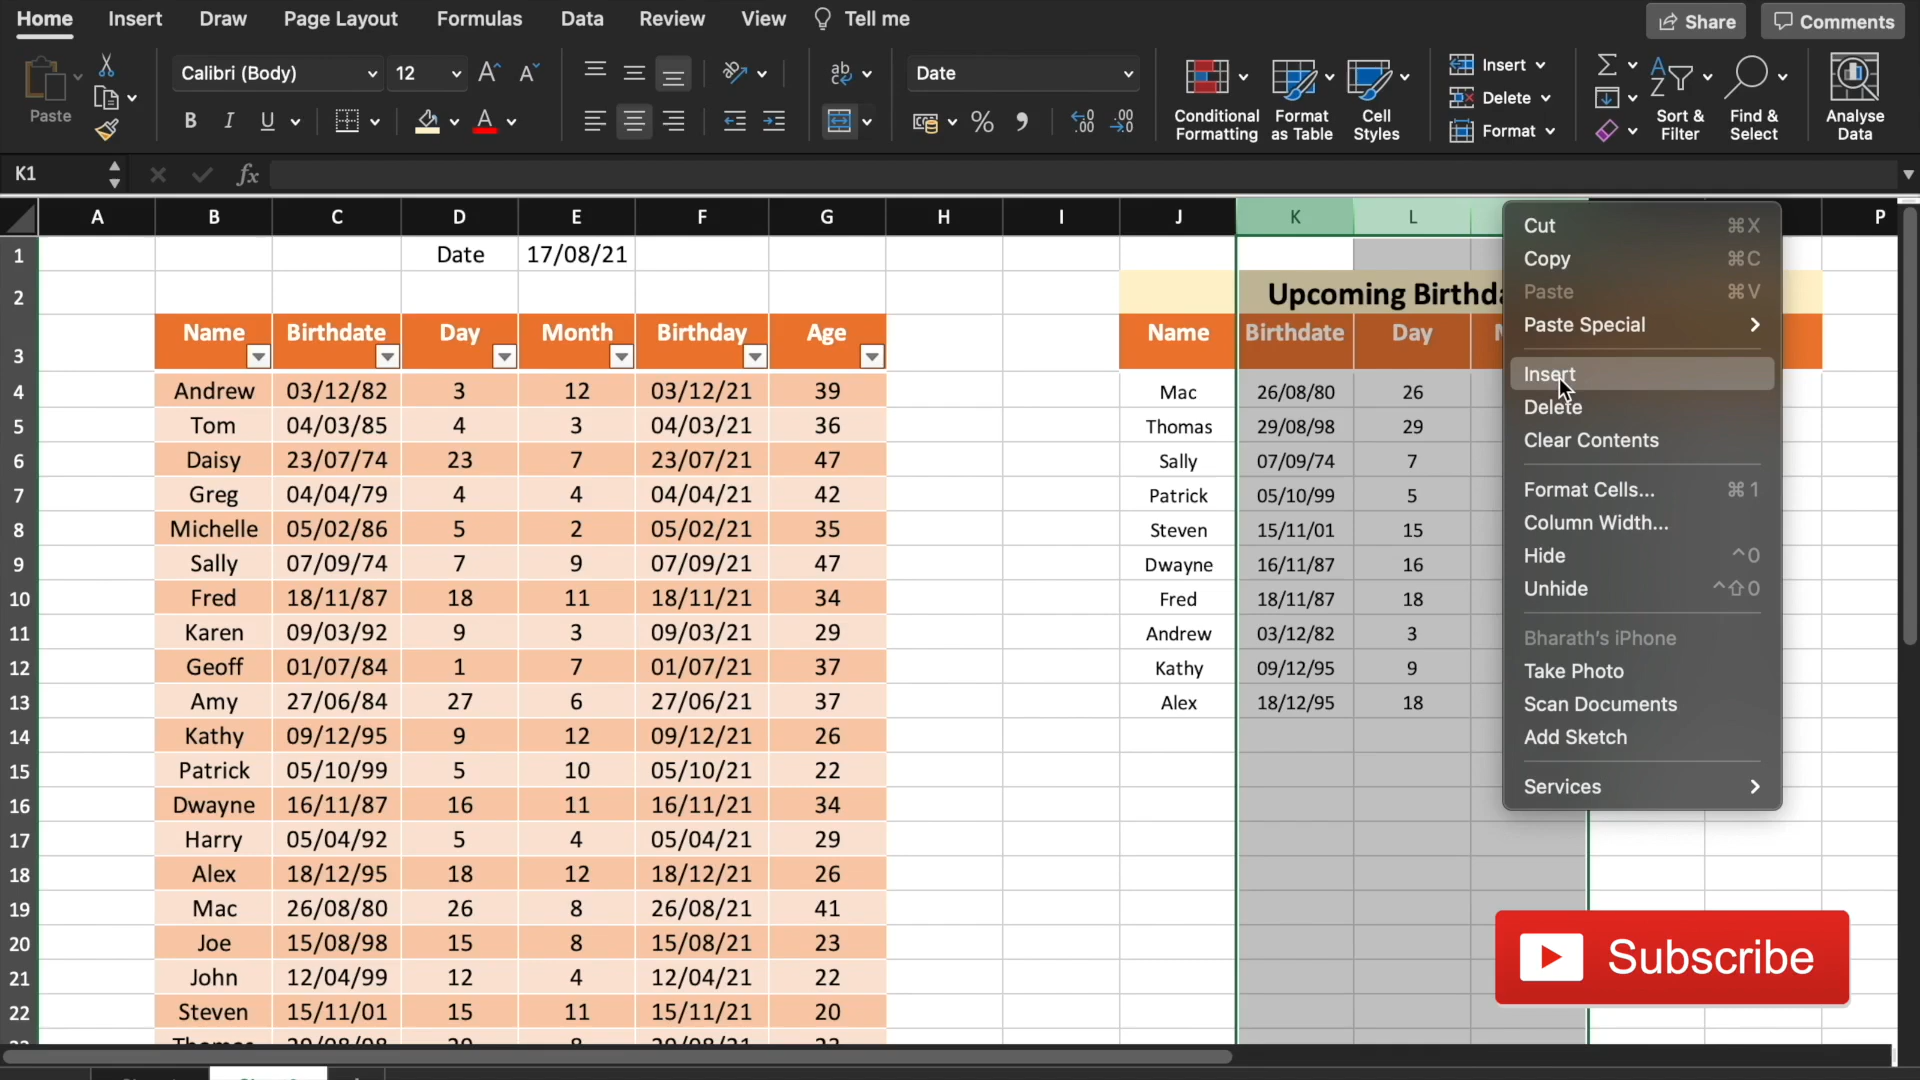 Home Insert Draw Page Layout Formulas Data Review View Tell me Share Comments
Paste Calibri (Body) 12 Date Conditional Formatting Format as Table Cell Styles Insert Delete Format Sort & Filter Find & Select Analyse Data
B I U A ab % .00 .0
K1 fx
A B C D E F G H I J K L P
1 Date 17/08/21
2 Upcoming Birthda
3 Name Birthdate Day Month Birthday Age Name Birthdate Day
4 Andrew 03/12/82 3 12 03/12/21 39 Mac 26/08/80 26
5 Tom 04/03/85 4 3 04/03/21 36 Thomas 29/08/98 29
6 Daisy 23/07/74 23 7 23/07/21 47 Sally 07/09/74 7
7 Greg 04/04/79 4 4 04/04/21 42 Patrick 05/10/99 5
8 Michelle 05/02/86 5 2 05/02/21 35 Steven 15/11/01 15
9 Sally 07/09/74 7 9 07/09/21 47 Dwayne 16/11/87 16
10 Fred 18/11/87 18 11 18/11/21 34 Fred 18/11/87 18
11 Karen 09/03/92 9 3 09/03/21 29 Andrew 03/12/82 3
12 Geoff 01/07/84 1 7 01/07/21 37 Kathy 09/12/95 9
13 Amy 27/06/84 27 6 27/06/21 37 Alex 18/12/95 18
14 Kathy 09/12/95 9 12 09/12/21 26
15 Patrick 05/10/99 5 10 05/10/21 22
16 Dwayne 16/11/87 16 11 16/11/21 34
17 Harry 05/04/92 5 4 05/04/21 29
18 Alex 18/12/95 18 12 18/12/21 26
19 Mac 26/08/80 26 8 26/08/21 41
20 Joe 15/08/98 15 8 15/08/21 23
21 John 12/04/99 12 4 12/04/21 22
22 Steven 15/11/01 15 11 15/11/21 20
Cut ⌘X
Copy ⌘C
Paste ⌘V
Paste Special
Insert
Delete
Clear Contents
Format Cells... ⌘1
Column Width...
Hide ^0
Unhide ^⇧0
Bharath's iPhone
Take Photo
Scan Documents
Add Sketch
Services
Subscribe